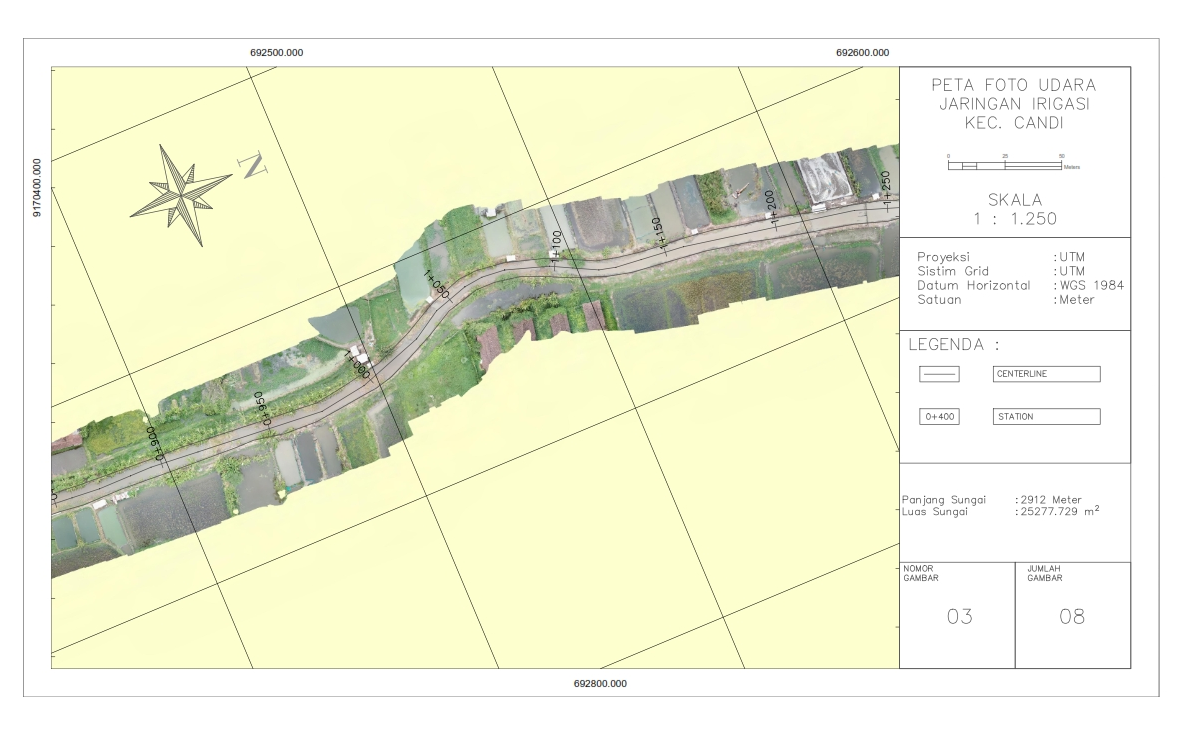 692500.000
692600.000
9170400.000
N
0+900
0+950
1+000
1+050
1+100
1+150
1+200
1+250
692800.000
PETA FOTO UDARA
JARINGAN IRIGASI
KEC. CANDI
0 25 50
Meters
SKALA
1 : 1.250
Proyeksi :UTM
Sistim Grid :UTM
Datum Horizontal :WGS 1984
Satuan :Meter
LEGENDA :
CENTERLINE
0+400 STATION
Panjang Sungai :2912 Meter
Luas Sungai :25277.729 m²
NOMOR GAMBAR
03
JUMLAH GAMBAR
08